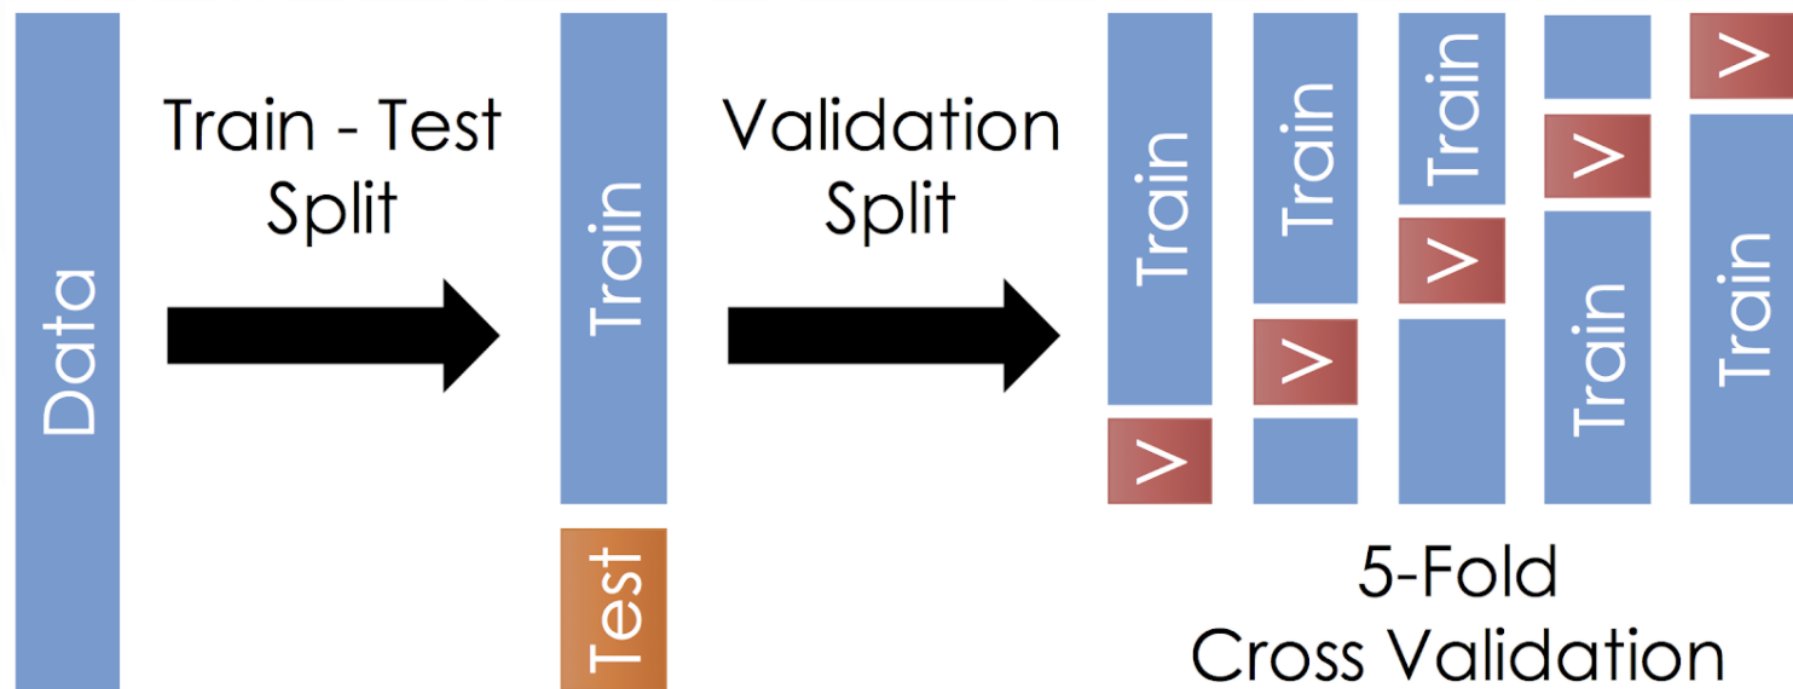 Data
Train - Test
Split
Train
Test
Validation
Split
Train
V
Train
V
Train
V
V
Train
V
Train
5-Fold
Cross Validation